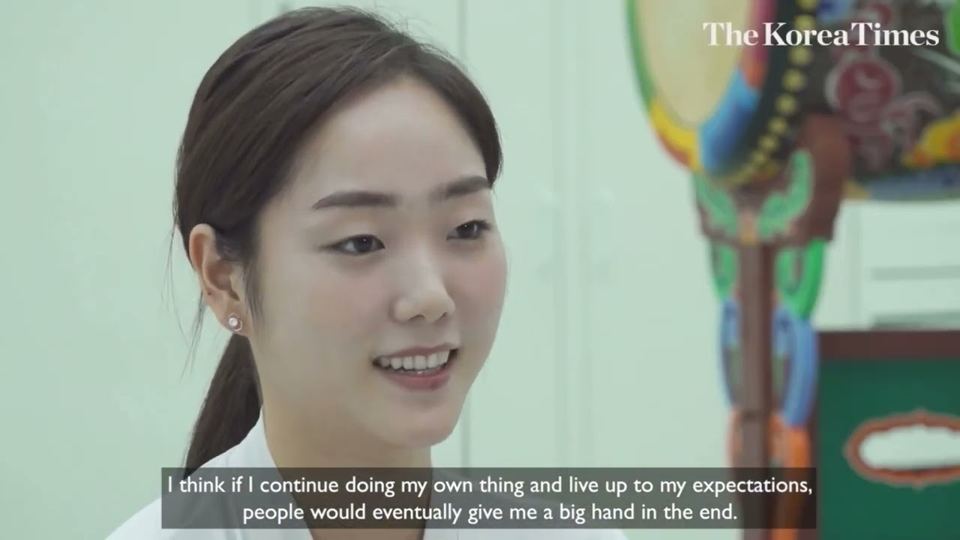 The Korea Times
I think if I continue doing my own thing and live up to my expectations,
people would eventually give me a big hand in the end.